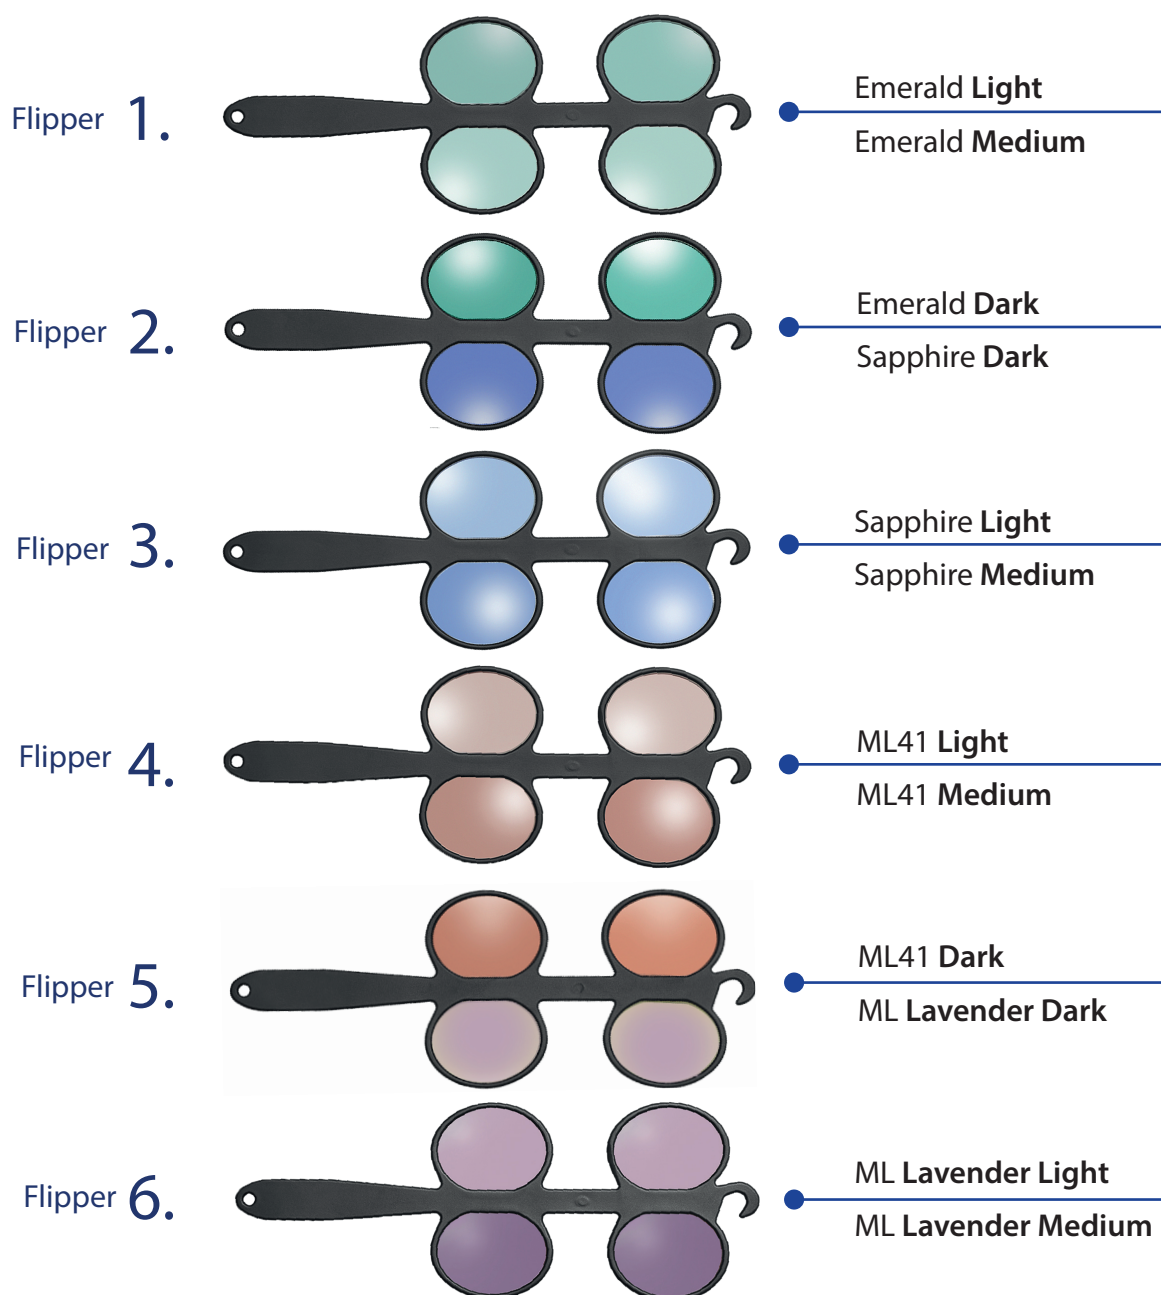 Flipper 1.
Emerald Light
Emerald Medium
Flipper 2.
Emerald Dark
Sapphire Dark
Flipper 3.
Sapphire Light
Sapphire Medium
Flipper 4.
ML41 Light
ML41 Medium
Flipper 5.
ML41 Dark
ML Lavender Dark
Flipper 6.
ML Lavender Light
ML Lavender Medium